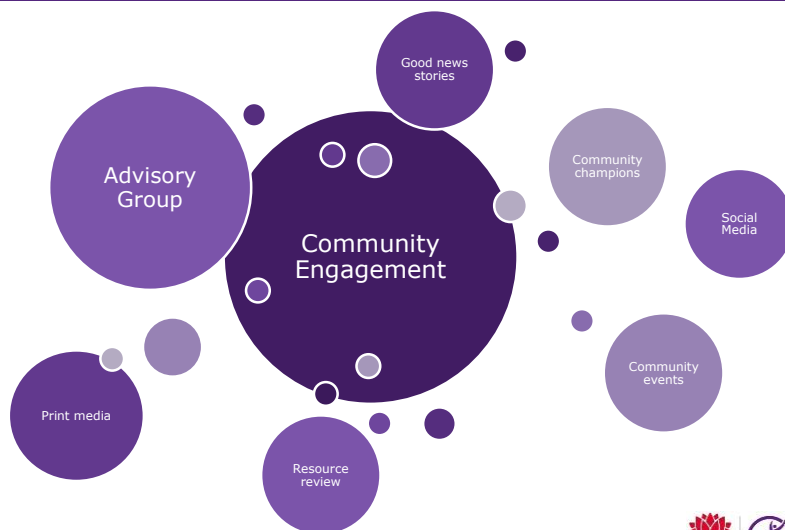 Good news
stories
Advisory
Group
Community
champions
Social
Media
Community
Engagement
Community
events
Print media
Resource
review